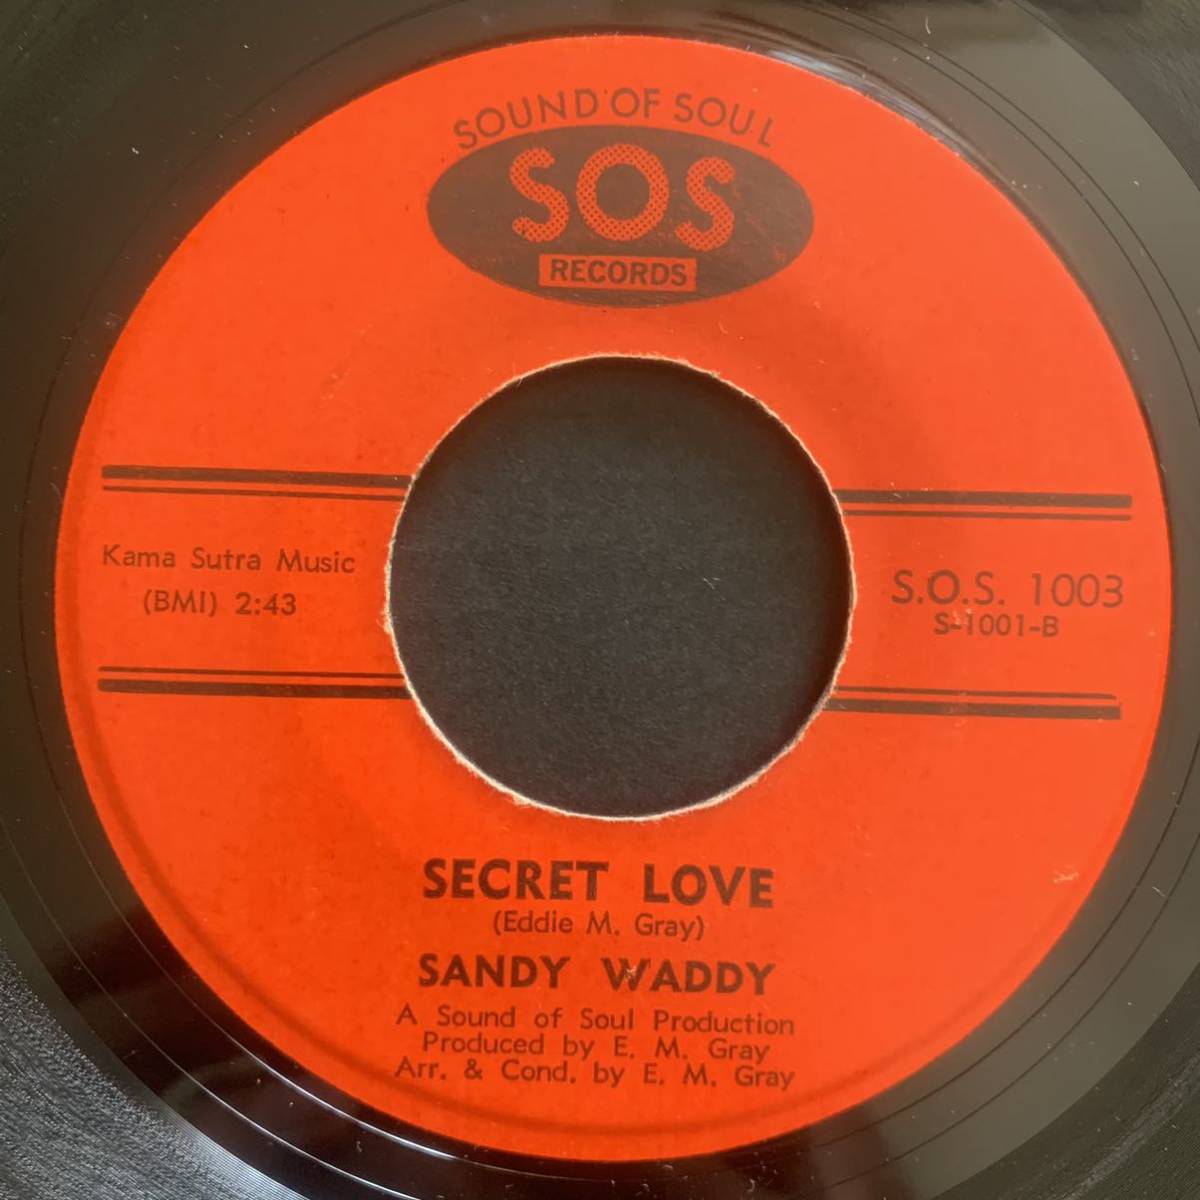 SOUND OF SOUL
SOS
RECORDS
Kama Sutra Music
(BMI) 2:43
S.O.S. 1003
S-1001-B
SECRET LOVE
(Eddie M. Gray)
SANDY WADDY
A Sound of Soul Production
Produced by E. M. Gray
Arr. & Cond. by E. M. Gray